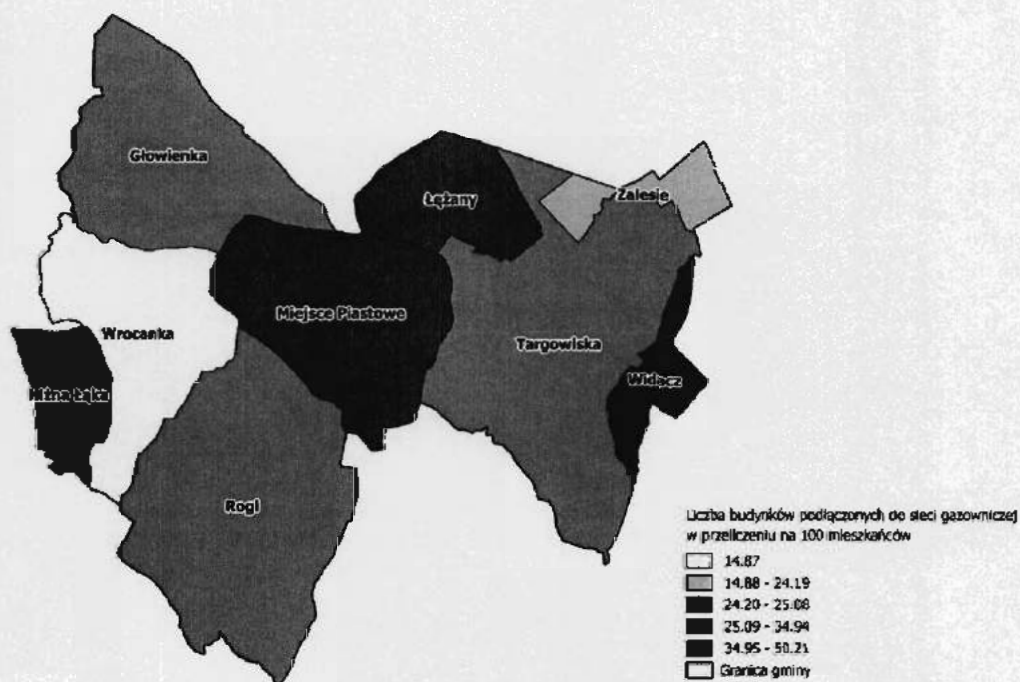 Głowienka
Łężany
Zalesie
Miejsce Piastowe
Wrocanka
Targowiska
Widacz
Niżna Łąka
Rogi
Liczba budynków podłączonych do sieci gazowniczej
w przeliczeniu na 100 mieszkańców
14.87
14.88 - 24.19
24.20 - 25.08
25.09 - 34.94
34.95 - 50.21
Granica gminy